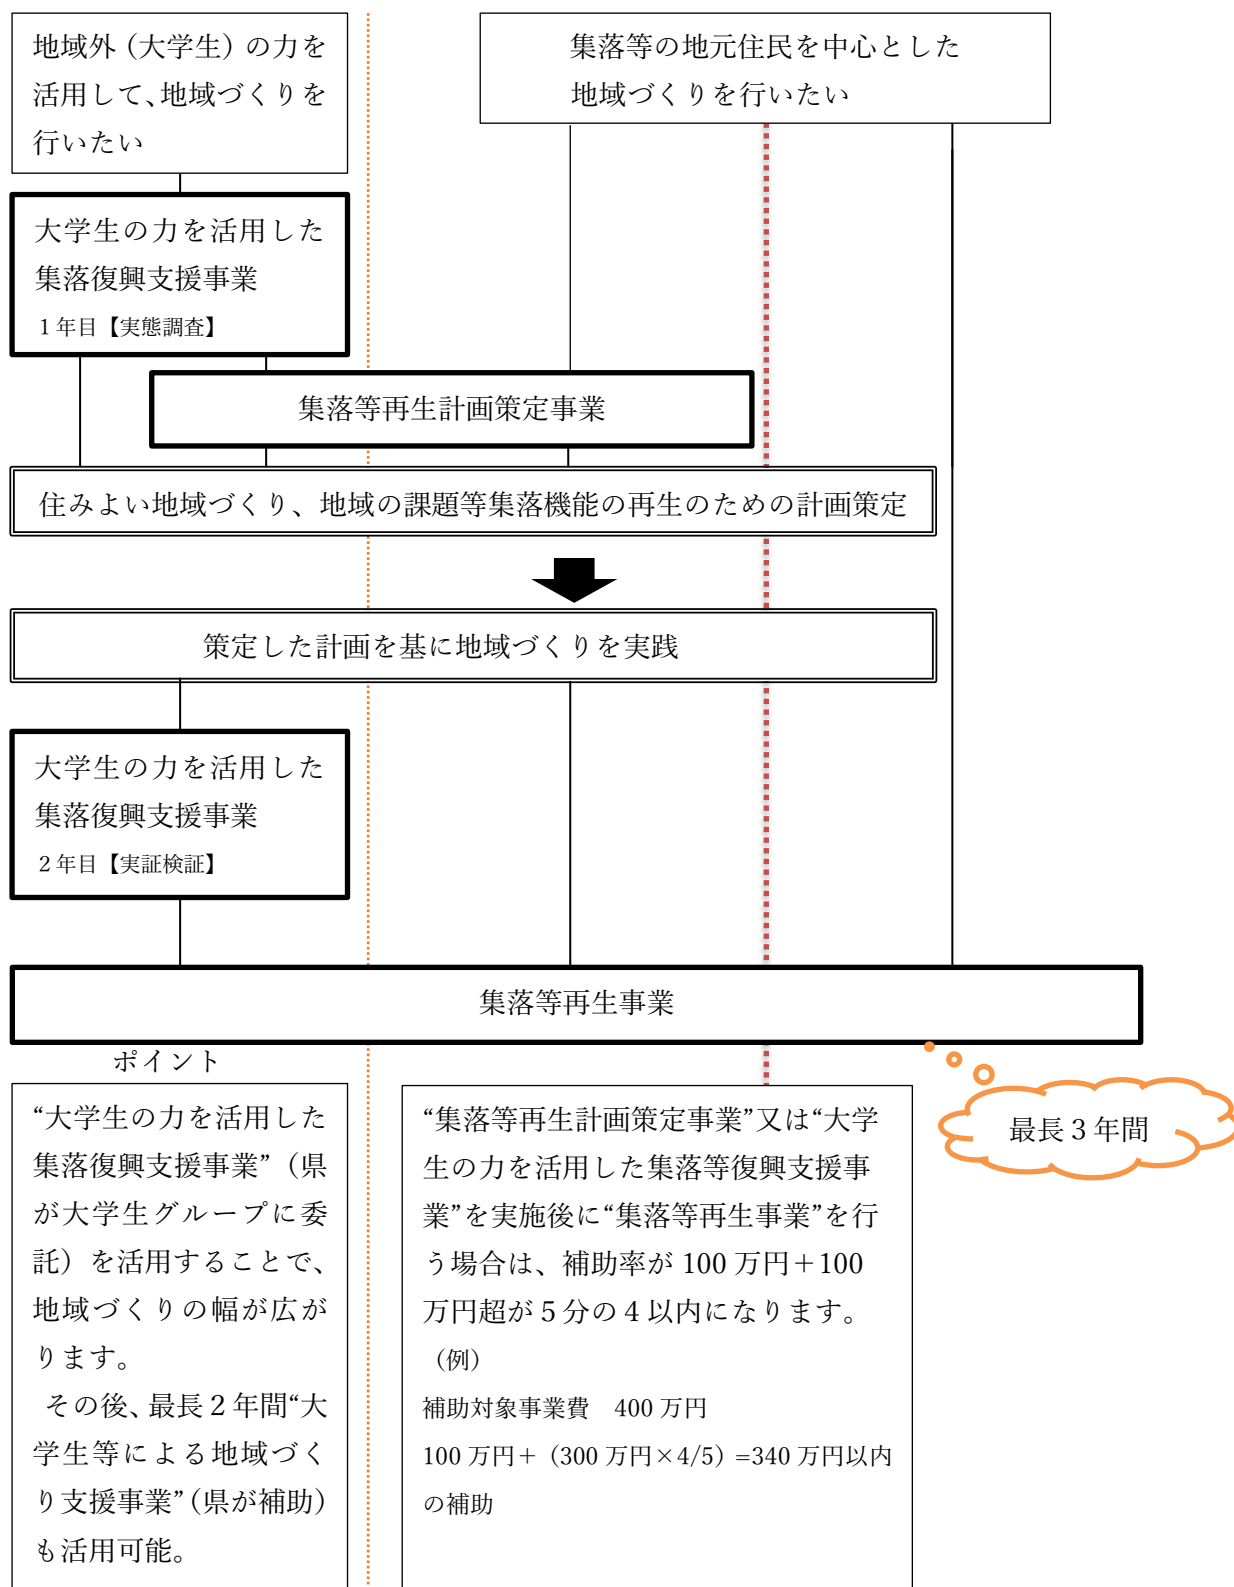 地域外（大学生）の力を
活用して、地域づくりを
行いたい
集落等の地元住民を中心とした
地域づくりを行いたい
大学生の力を活用した
集落復興支援事業
１年目【実態調査】
集落等再生計画策定事業
住みよい地域づくり、地域の課題等集落機能の再生のための計画策定
策定した計画を基に地域づくりを実践
大学生の力を活用した
集落復興支援事業
２年目【実証検証】
集落等再生事業
ポイント
“大学生の力を活用した
集落復興支援事業”（県
が大学生グループに委
託）を活用することで、
地域づくりの幅が広が
ります。
その後、最長２年間“大
学生等による地域づく
り支援事業”（県が補助）
も活用可能。
“集落等再生計画策定事業”又は“大学
生の力を活用した集落等復興支援事
業”を実施後に“集落等再生事業”を行
う場合は、補助率が 100 万円＋100
万円超が５分の４以内になります。
（例）
補助対象事業費　400 万円
100 万円＋（300 万円×4/5）=340 万円以内
の補助
最長３年間